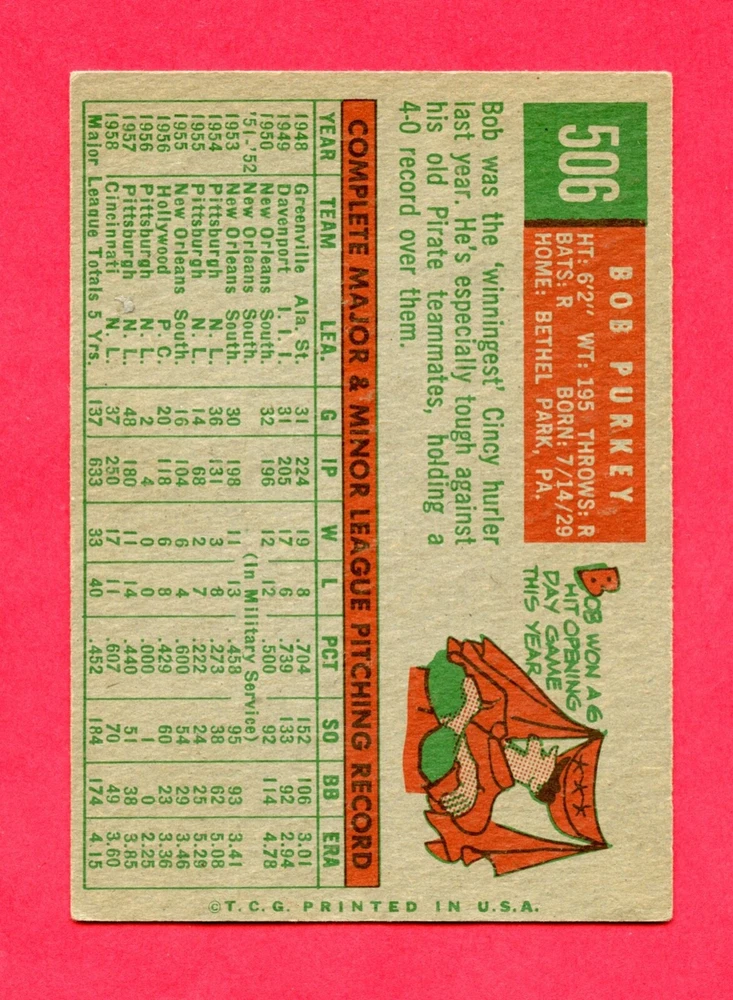 506
BOB PURKEY
HT: 6'2" WT: 195 THROWS: R
BATS: R BORN: 7/14/29
HOME: BETHEL PARK, PA.
Bob was the 'winningest' Cincy hurler
last year. He's especially tough against
his old Pirate teammates, holding a
4-0 record over them.
BOB WON A 6
HIT OPENING
DAY GAME
THIS YEAR
COMPLETE MAJOR & MINOR LEAGUE PITCHING RECORD
YEAR TEAM LEA. G IP W L PCT SO BB ERA
1948 Greenville Ala. St. 31 224 19 8 .704 152 106 3.01
1949 Davenport I. I. I. 31 205 17 6 .739 133 92 2.94
1950 New Orleans South. 32 196 12 12 .500 92 114 4.78
'51-'52 New Orleans South. (In Military Service)
1953 New Orleans South. 30 198 11 13 .458 95 93 3.41
1954 Pittsburgh N. L. 36 131 3 8 .273 38 62 5.08
1955 Pittsburgh N. L. 14 68 2 7 .222 24 25 5.29
1955 New Orleans South. 16 104 6 4 .600 54 29 3.46
1956 Hollywood P. C. 20 118 6 8 .429 60 23 3.36
1956 Pittsburgh N. L. 2 4 0 0 .000 1 0 2.25
1957 Pittsburgh N. L. 48 180 11 14 .440 51 38 3.85
1958 Cincinnati N. L. 37 250 17 11 .607 70 49 3.60
Major League Totals 5 Yrs. 137 633 33 40 .452 184 174 4.15
© T. C. G. PRINTED IN U.S.A.